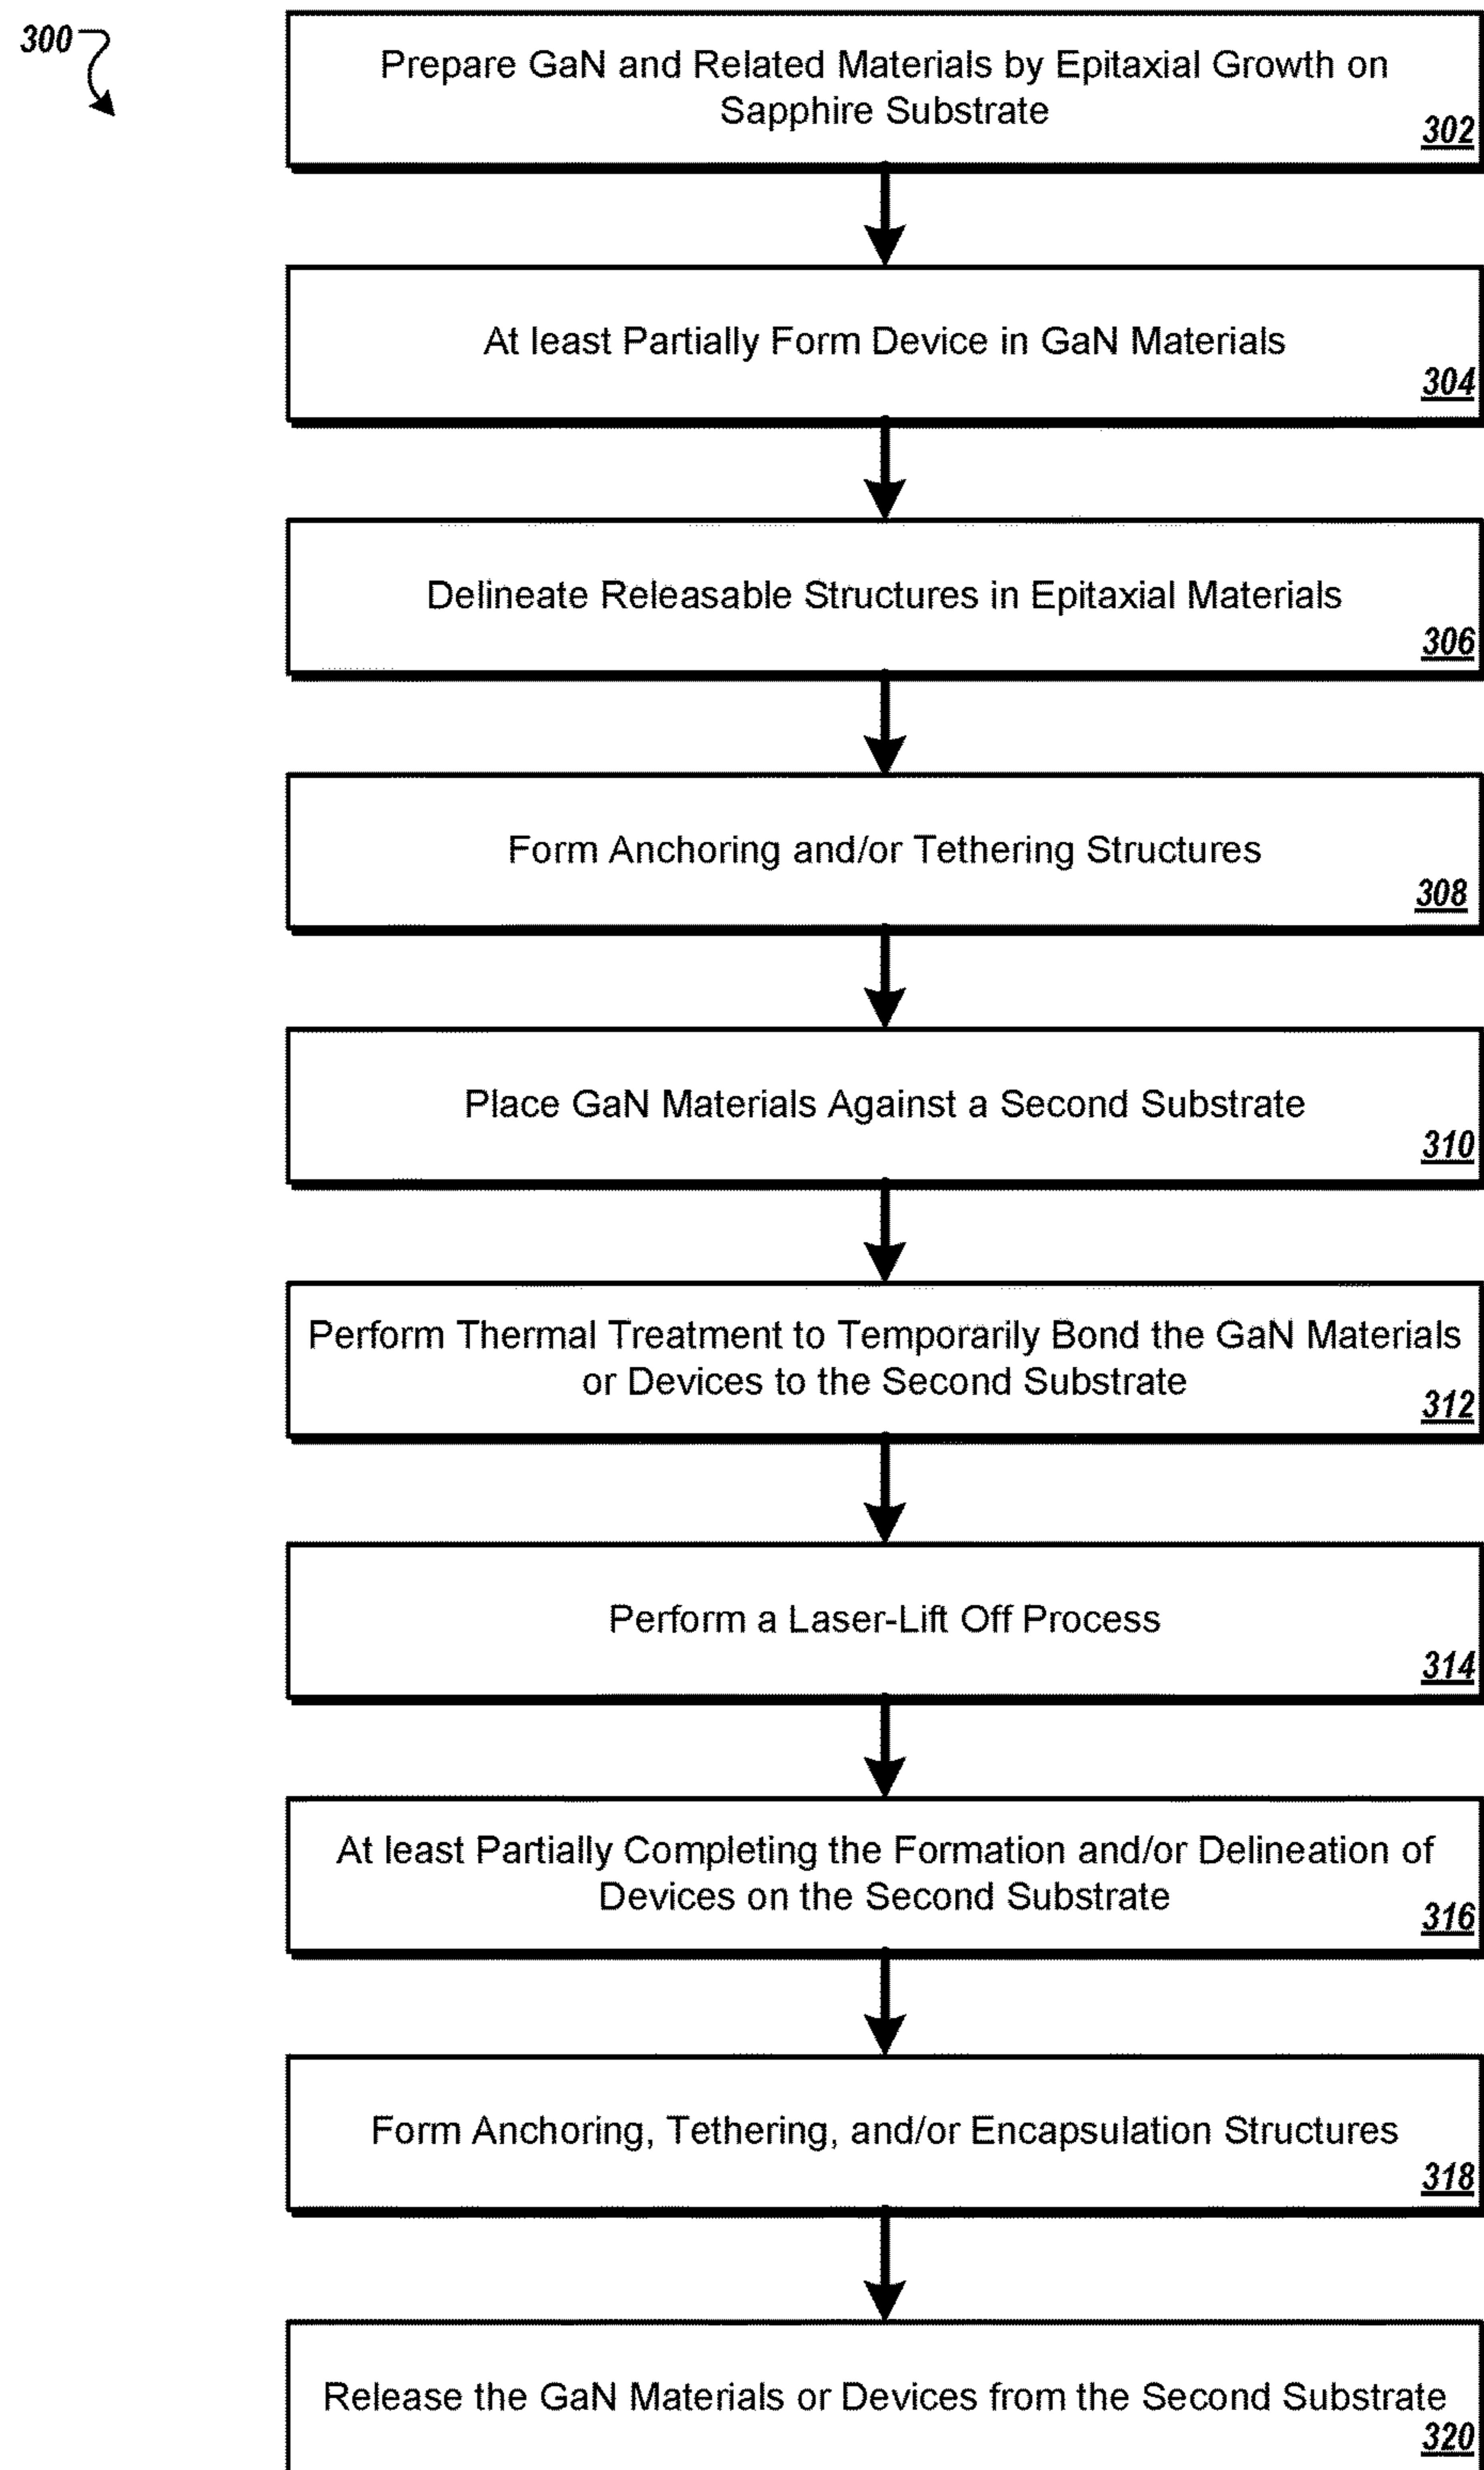 300
Prepare GaN and Related Materials by Epitaxial Growth on
Sapphire Substrate
302
At least Partially Form Device in GaN Materials
304
Delineate Releasable Structures in Epitaxial Materials
306
Form Anchoring and/or Tethering Structures
308
Place GaN Materials Against a Second Substrate
310
Perform Thermal Treatment to Temporarily Bond the GaN Materials
or Devices to the Second Substrate
312
Perform a Laser-Lift Off Process
314
At least Partially Completing the Formation and/or Delineation of
Devices on the Second Substrate
316
Form Anchoring, Tethering, and/or Encapsulation Structures
318
Release the GaN Materials or Devices from the Second Substrate
320